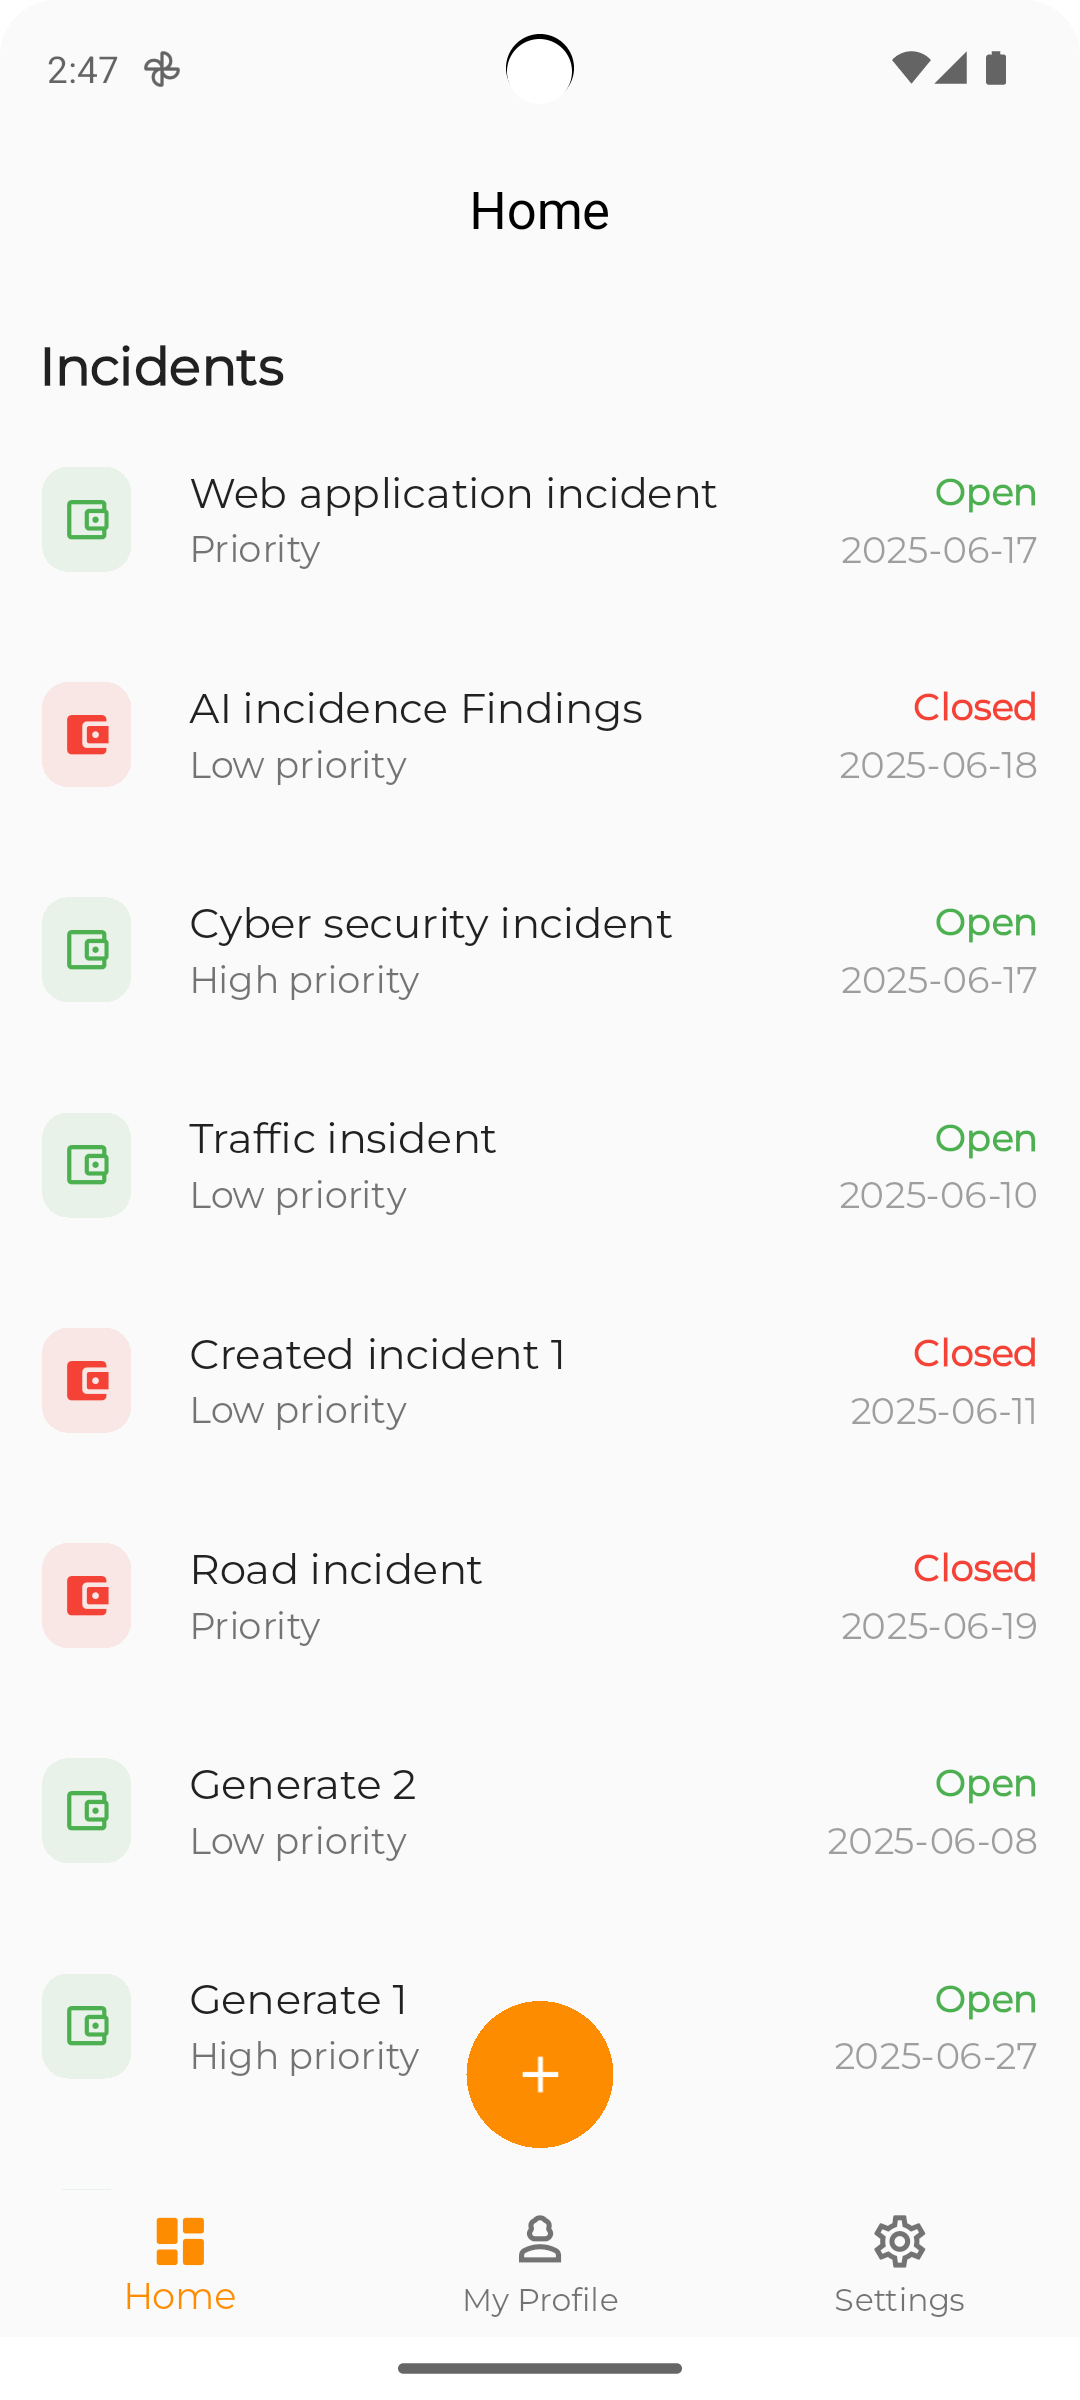 2:47
Home
Incidents
Web application incident
Open
Priority
2025-06-17
AI incidence Findings
Closed
Low priority
2025-06-18
Cyber security incident
Open
High priority
2025-06-17
Traffic insident
Open
Low priority
2025-06-10
Created incident 1
Closed
Low priority
2025-06-11
Road incident
Closed
Priority
2025-06-19
Generate 2
Open
Low priority
2025-06-08
Generate 1
Open
High priority
2025-06-27
+
Home
My Profile
Settings